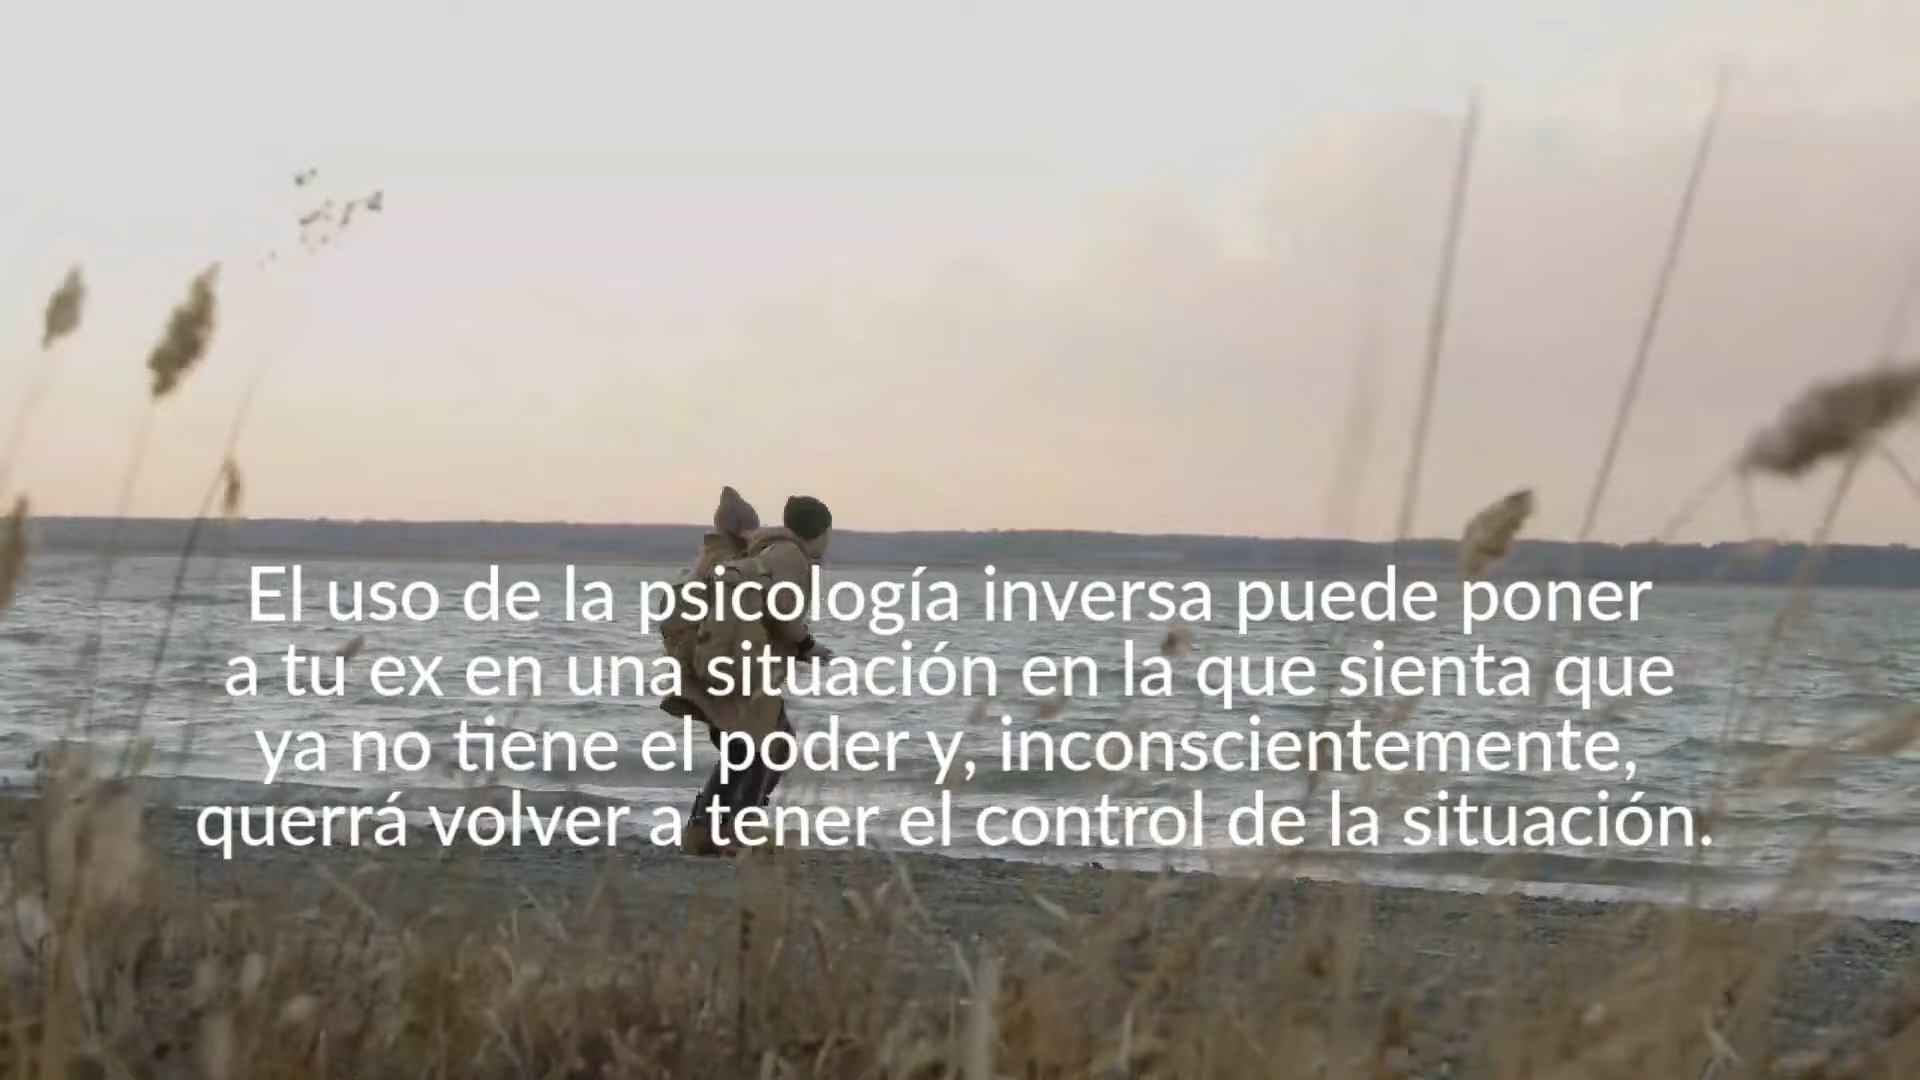 El uso de la psicología inversa puede poner
a tu ex en una situación en la que sienta que
ya no tiene el poder y, inconscientemente,
querrá volver a tener el control de la situación.